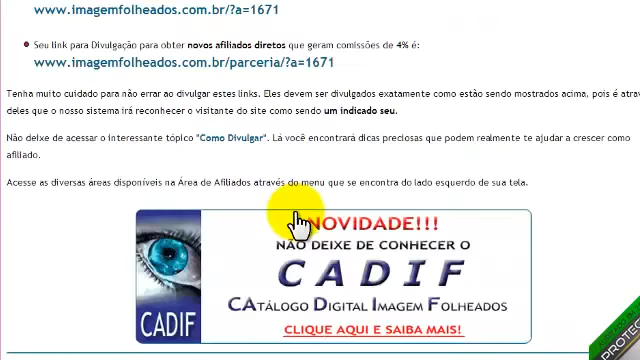 www.imagemfolheados.com.br/?a=1671
Seu link para Divulgação para obter novos afiliados diretos que geram comissões de 4% é:
www.imagemfolheados.com.br/parceria/?a=1671
Tenha muito cuidado para não errar ao divulgar estes links. Eles devem ser divulgados exatamente como estão sendo mostrados acima, pois é atrav
deles que o nosso sistema irá reconhecer o visitante do site como sendo um indicado seu.
Não deixe de acessar o interessante tópico "Como Divulgar". Lá você encontrará dicas preciosas que podem realmente te ajudar a crescer como
afiliado.
Acesse as diversas áreas disponíveis na Área de Afiliados através do menu que se encontra do lado esquerdo de sua tela.
NOVIDADE!!!
NÃO DEIXE DE CONHECER O
CADIF
CATÁLOGO DIGITAL IMAGEM FOLHEADOS
CADIF
CLIQUE AQUI E SAIBA MAIS!